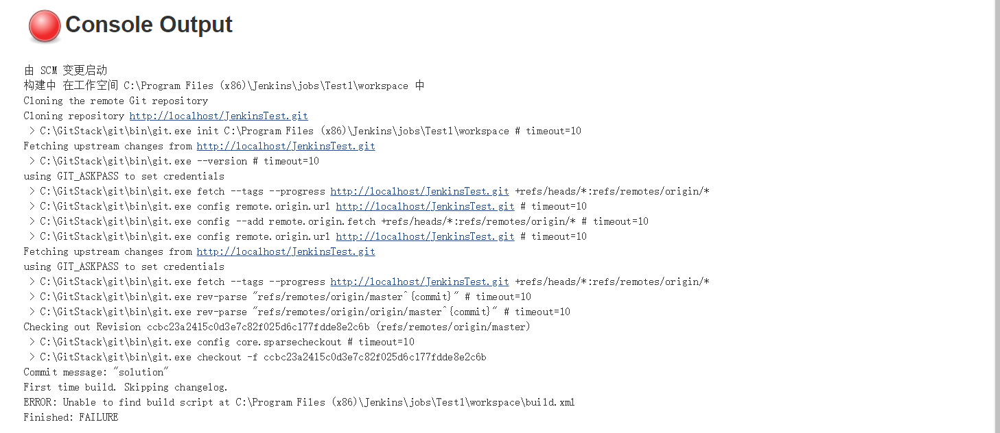 Console Output
由 SCM 变更启动
构建中 在工作空间 C:\Program Files (x86)\Jenkins\jobs\Test1\workspace 中
Cloning the remote Git repository
Cloning repository http://localhost/JenkinsTest.git
 > C:\GitStack\git\bin\git.exe init C:\Program Files (x86)\Jenkins\jobs\Test1\workspace # timeout=10
Fetching upstream changes from http://localhost/JenkinsTest.git
 > C:\GitStack\git\bin\git.exe --version # timeout=10
using GIT_ASKPASS to set credentials
 > C:\GitStack\git\bin\git.exe fetch --tags --progress http://localhost/JenkinsTest.git +refs/heads/*:refs/remotes/origin/*
 > C:\GitStack\git\bin\git.exe config remote.origin.url http://localhost/JenkinsTest.git # timeout=10
 > C:\GitStack\git\bin\git.exe config --add remote.origin.fetch +refs/heads/*:refs/remotes/origin/* # timeout=10
 > C:\GitStack\git\bin\git.exe config remote.origin.url http://localhost/JenkinsTest.git # timeout=10
Fetching upstream changes from http://localhost/JenkinsTest.git
using GIT_ASKPASS to set credentials
 > C:\GitStack\git\bin\git.exe fetch --tags --progress http://localhost/JenkinsTest.git +refs/heads/*:refs/remotes/origin/*
 > C:\GitStack\git\bin\git.exe rev-parse "refs/remotes/origin/master^{commit}" # timeout=10
 > C:\GitStack\git\bin\git.exe rev-parse "refs/remotes/origin/origin/master^{commit}" # timeout=10
Checking out Revision ccbc23a2415c0d3e7c82f025d6c177fdde8e2c6b (refs/remotes/origin/master)
 > C:\GitStack\git\bin\git.exe config core.sparsecheckout # timeout=10
 > C:\GitStack\git\bin\git.exe checkout -f ccbc23a2415c0d3e7c82f025d6c177fdde8e2c6b
Commit message: "solution"
First time build. Skipping changelog.
ERROR: Unable to find build script at C:\Program Files (x86)\Jenkins\jobs\Test1\workspace\build.xml
Finished: FAILURE